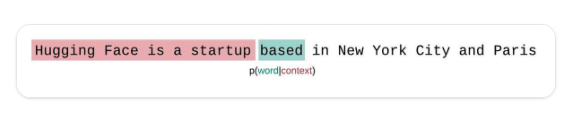 Hugging Face is a startup based in New York City and Paris
p(word|context)